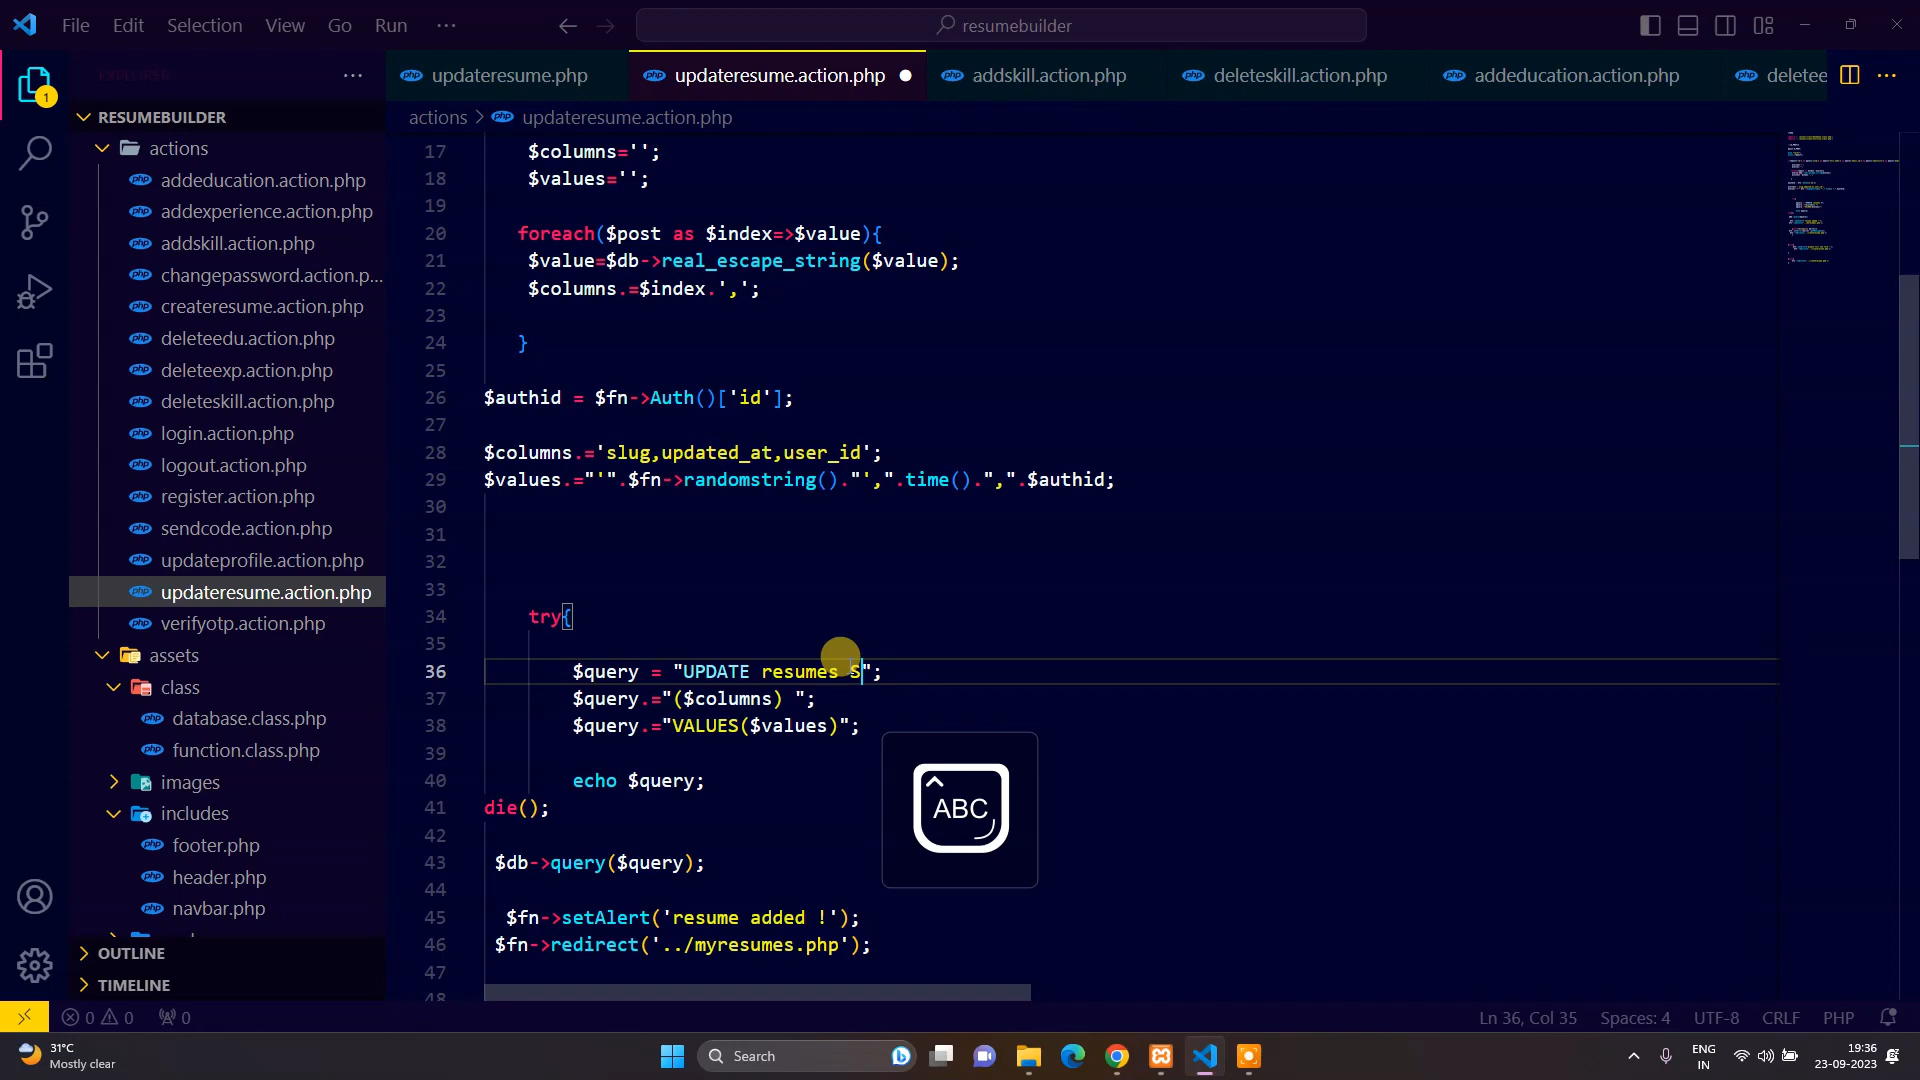 File Edit Selection View Go Run ···
resumebuilder
1
···
updateresume.php
updateresume.action.php
addskill.action.php
deleteskill.action.php
addeducation.action.php
deletee
···
RESUMEBUILDER
actions
addeducation.action.php
addexperience.action.php
addskill.action.php
changepassword.action.p...
createresume.action.php
deleteedu.action.php
deleteexp.action.php
deleteskill.action.php
login.action.php
logout.action.php
register.action.php
sendcode.action.php
updateprofile.action.php
updateresume.action.php
verifyotp.action.php
assets
class
database.class.php
function.class.php
images
includes
footer.php
header.php
navbar.php
OUTLINE
TIMELINE
actions > updateresume.action.php
17 $columns='';
18 $values='';
19
20 foreach($post as $index=>$value){
21 $value=$db->real_escape_string($value);
22 $columns.=$index.',';
23
24 }
25
26 $authid = $fn->Auth()['id'];
27
28 $columns.='slug,updated_at,user_id';
29 $values.="'".$fn->randomstring()."',".time().",".$authid;
30
31
32
33
34 try{
35
36 $query = "UPDATE resumes S";
37 $query.="($columns) ";
38 $query.="VALUES($values)";
39
40 echo $query;
41 die();
42
43 $db->query($query);
44
45 $fn->setAlert('resume added !');
46 $fn->redirect('../myresumes.php');
47
48
ABC
0 0 0
Ln 36, Col 35 Spaces: 4 UTF-8 CRLF PHP
31°C
Mostly clear
Search
ENG
IN
19:36
23-09-2023